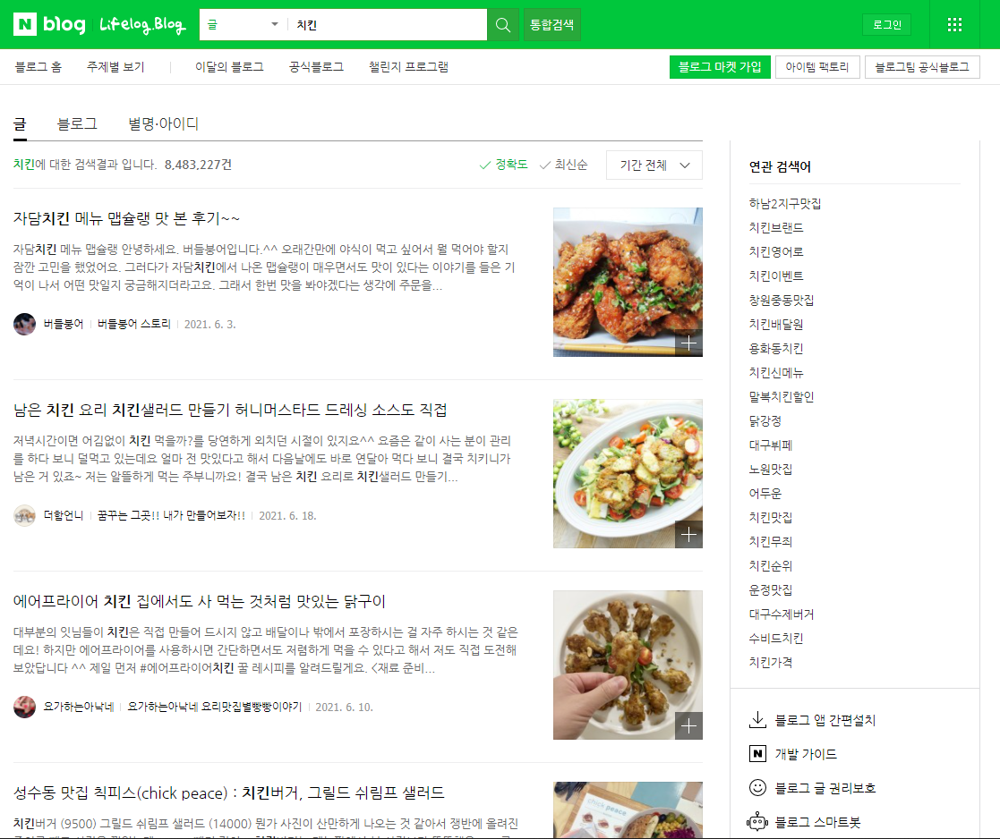 N blog Lifelog.Blog 글 치킨 통합검색 로그인
블로그 홈 주제별 보기 이달의 블로그 공식블로그 챌린지 프로그램 블로그 마켓 가입 아이템 팩토리 블로그팀 공식블로그
글 블로그 별명·아이디
치킨에 대한 검색결과 입니다. 8,483,227건 정확도 최신순 기간 전체
자담치킨 메뉴 맵슐랭 맛 본 후기~~
자담치킨 메뉴 맵슐랭 안녕하세요. 버들붕어입니다.^^ 오래간만에 야식이 먹고 싶어서 뭘 먹어야 할지
잠깐 고민을 했었어요. 그러다가 자담치킨에서 나온 맵슐랭이 매우면서도 맛이 있다는 이야기를 들은 기
억이 나서 어떤 맛일지 궁금해지더라고요. 그래서 한번 맛을 봐야겠다는 생각에 주문을...
버들붕어 버들붕어 스토리 2021. 6. 3.
남은 치킨 요리 치킨샐러드 만들기 허니머스타드 드레싱 소스도 직접
저녁시간이면 어김없이 치킨 먹을까?를 당연하게 외치던 시절이 있지요^^ 요즘은 같이 사는 분이 관리
를 하다 보니 덜먹고 있는데요 얼마 전 맛있다고 해서 다음날에도 바로 연달아 먹다 보니 결국 치키니가
남은 거 있죠~ 저는 알뜰하게 먹는 주부니까요! 결국 남은 치킨 요리로 치킨샐러드 만들기...
더함언니 꿈꾸는 그곳!! 내가 만들어보자!! 2021. 6. 18.
에어프라이어 치킨 집에서도 사 먹는 것처럼 맛있는 닭구이
대부분의 잇님들이 치킨은 직접 만들어 드시지 않고 배달이나 밖에서 포장하시는 걸 자주 하시는 것 같은
데요! 하지만 에어프라이어를 사용하시면 간단하면서도 저렴하게 먹을 수 있다고 해서 저도 직접 도전해
보았답니다 ^^ 제일 먼저 #에어프라이어치킨 꿀 레시피를 알려드릴게요. <재료 준비...
요가하는아낙네 요가하는아낙네 요리맛집별빵빵이야기 2021. 6. 10.
성수동 맛집 칙피스(chick peace) : 치킨버거, 그릴드 쉬림프 샐러드
치킨버거 (9500) 그릴드 쉬림프 샐러드 (14000) 뭔가 사진이 산만하게 나오는 것 같아서 쟁반에 올려진
chick peace
연관 검색어
하남2지구맛집
치킨브랜드
치킨영어로
치킨이벤트
창원중동맛집
치킨배달원
용화동치킨
치킨신메뉴
말복치킨할인
닭강정
대구뷔페
노원맛집
어두운
치킨맛집
치킨무죄
치킨순위
운정맛집
대구수제버거
수비드치킨
치킨가격
블로그 앱 간편설치
N 개발 가이드
블로그 글 권리보호
블로그 스마트봇